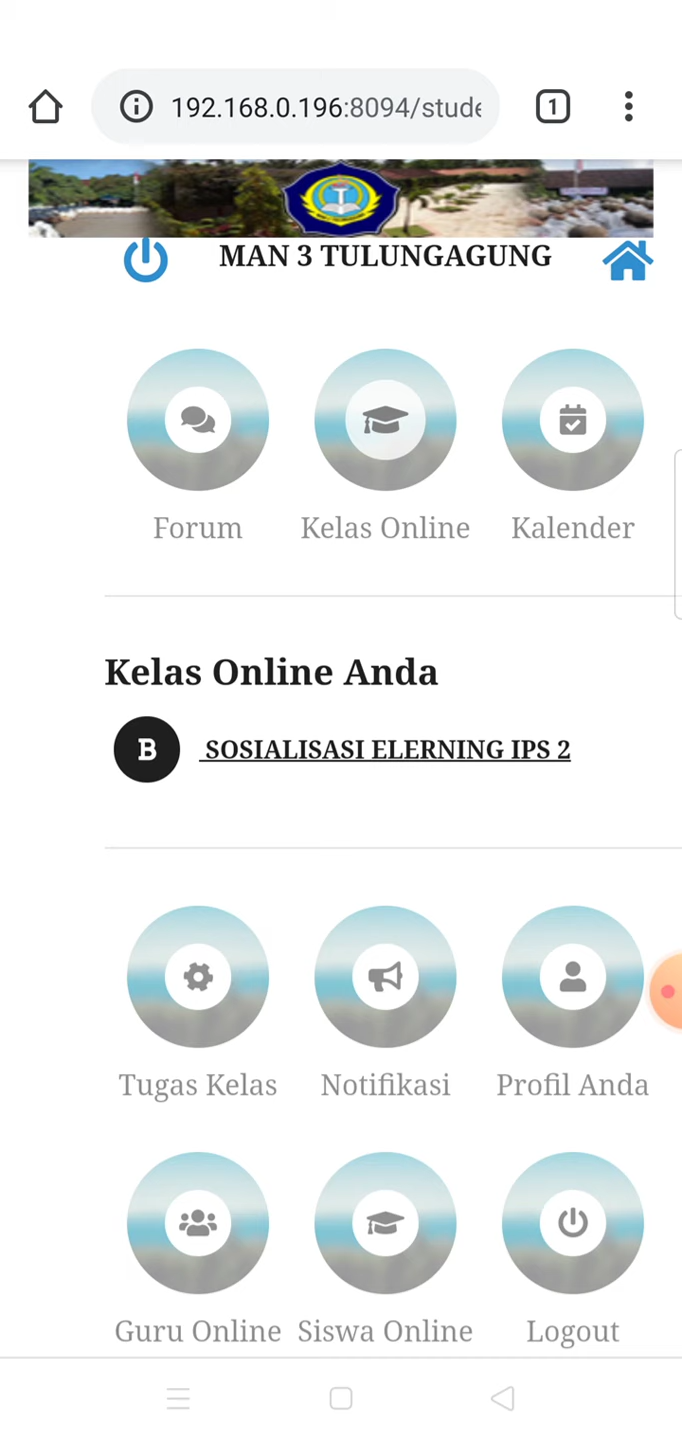 192.168.0.196:8094/stude
1
MAN 3 TULUNGAGUNG
Forum
Kelas Online
Kalender
Kelas Online Anda
B SOSIALISASI ELERNING IPS 2
Tugas Kelas
Notifikasi
Profil Anda
Guru Online
Siswa Online
Logout